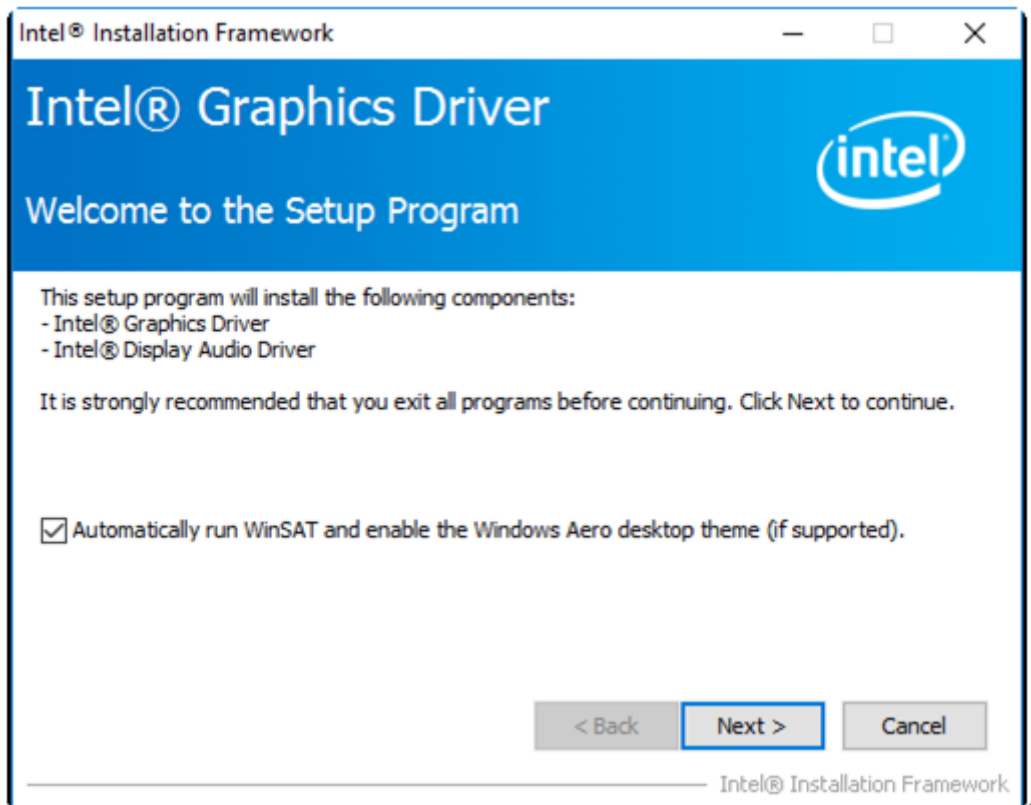 Intel® Installation Framework
Intel® Graphics Driver
intel
Welcome to the Setup Program
This setup program will install the following components:
- Intel® Graphics Driver
- Intel® Display Audio Driver
It is strongly recommended that you exit all programs before continuing. Click Next to continue.
Automatically run WinSAT and enable the Windows Aero desktop theme (if supported).
< Back Next > Cancel
Intel® Installation Framework